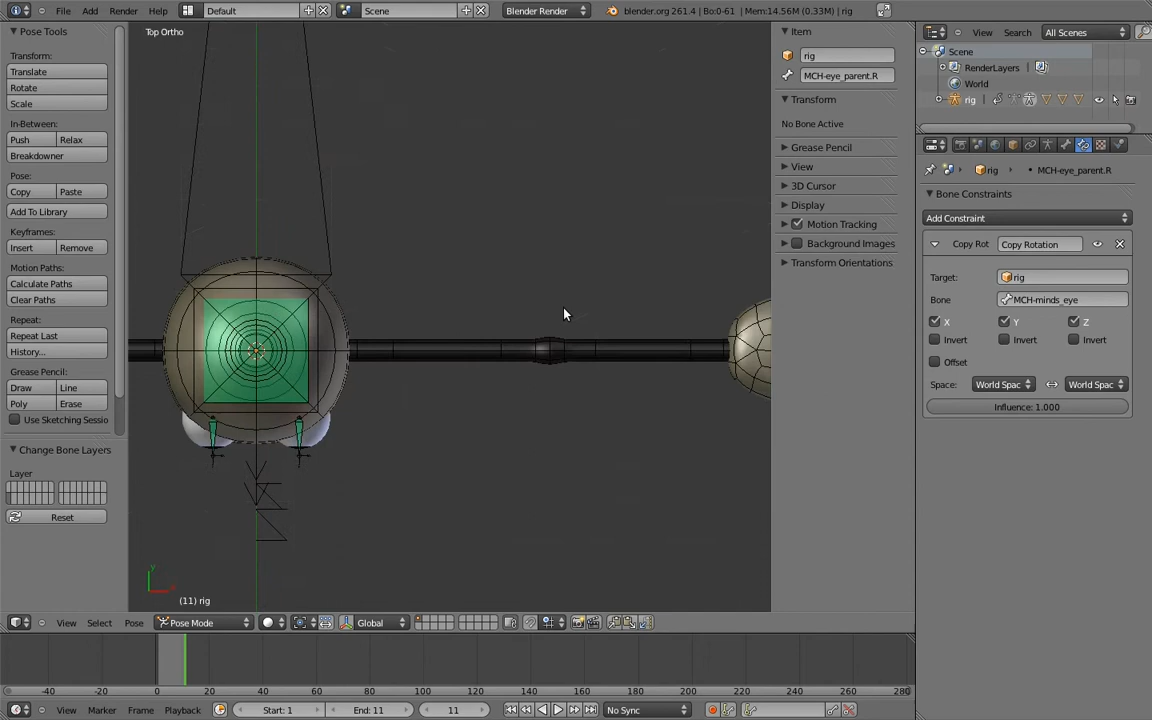 File Add Render Help Default Scene Blender Render blender.org 261.4 | Bo:0-61 | Mem:14.56M (0.33M) | rig
View Search All Scenes
Pose Tools
Transform:
Translate
Rotate
Scale
In-Between:
Push Relax
Breakdowner
Pose:
Copy Paste
Add To Library
Keyframes:
Insert Remove
Motion Paths:
Calculate Paths
Clear Paths
Repeat:
Repeat Last
History...
Grease Pencil:
Draw Line
Poly Erase
Use Sketching Sessio
Change Bone Layers
Layer
Reset
Top Ortho
y
x
(11) rig
Item
rig
MCH-eye_parent.R
Transform
No Bone Active
Grease Pencil
View
3D Cursor
Display
Motion Tracking
Background Images
Transform Orientations
Scene
RenderLayers |
World
rig |
rig MCH-eye_parent.R
Bone Constraints
Add Constraint
Copy Rot Copy Rotation
Target: rig
Bone MCH-minds_eye
X Y Z
Invert Invert Invert
Offset
Space: World Spac World Spac
Influence: 1.000
View Select Pose Pose Mode Global
-40 -20 0 20 40 60 80 100 120 140 160 180 200 220 240 260 280
View Marker Frame Playback Start: 1 End: 11 11 No Sync